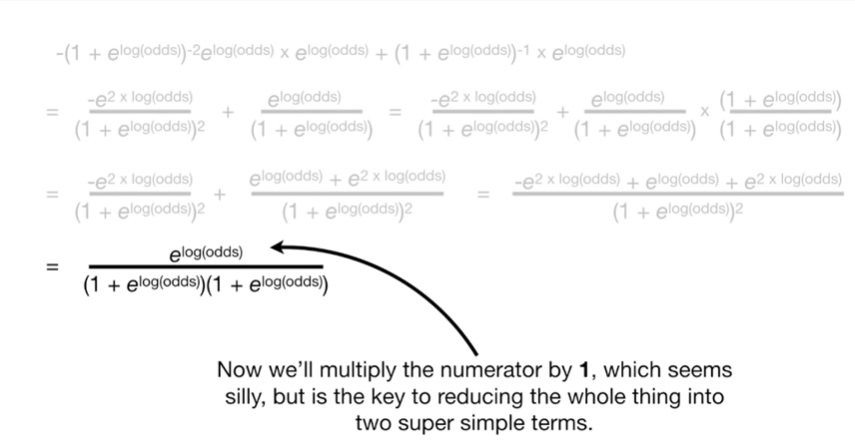 -(1 + e^log(odds))^-2 e^log(odds) x e^log(odds) + (1 + e^log(odds))^-1 x e^log(odds)
= -e^2 x log(odds) / (1 + e^log(odds))^2 + e^log(odds) / (1 + e^log(odds)) = -e^2 x log(odds) / (1 + e^log(odds))^2 + e^log(odds) / (1 + e^log(odds)) x (1 + e^log(odds)) / (1 + e^log(odds))
= -e^2 x log(odds) / (1 + e^log(odds))^2 + e^log(odds) + e^2 x log(odds) / (1 + e^log(odds))^2 = -e^2 x log(odds) + e^log(odds) + e^2 x log(odds) / (1 + e^log(odds))^2
= e^log(odds) / (1 + e^log(odds))(1 + e^log(odds))
Now we'll multiply the numerator by 1, which seems
silly, but is the key to reducing the whole thing into
two super simple terms.